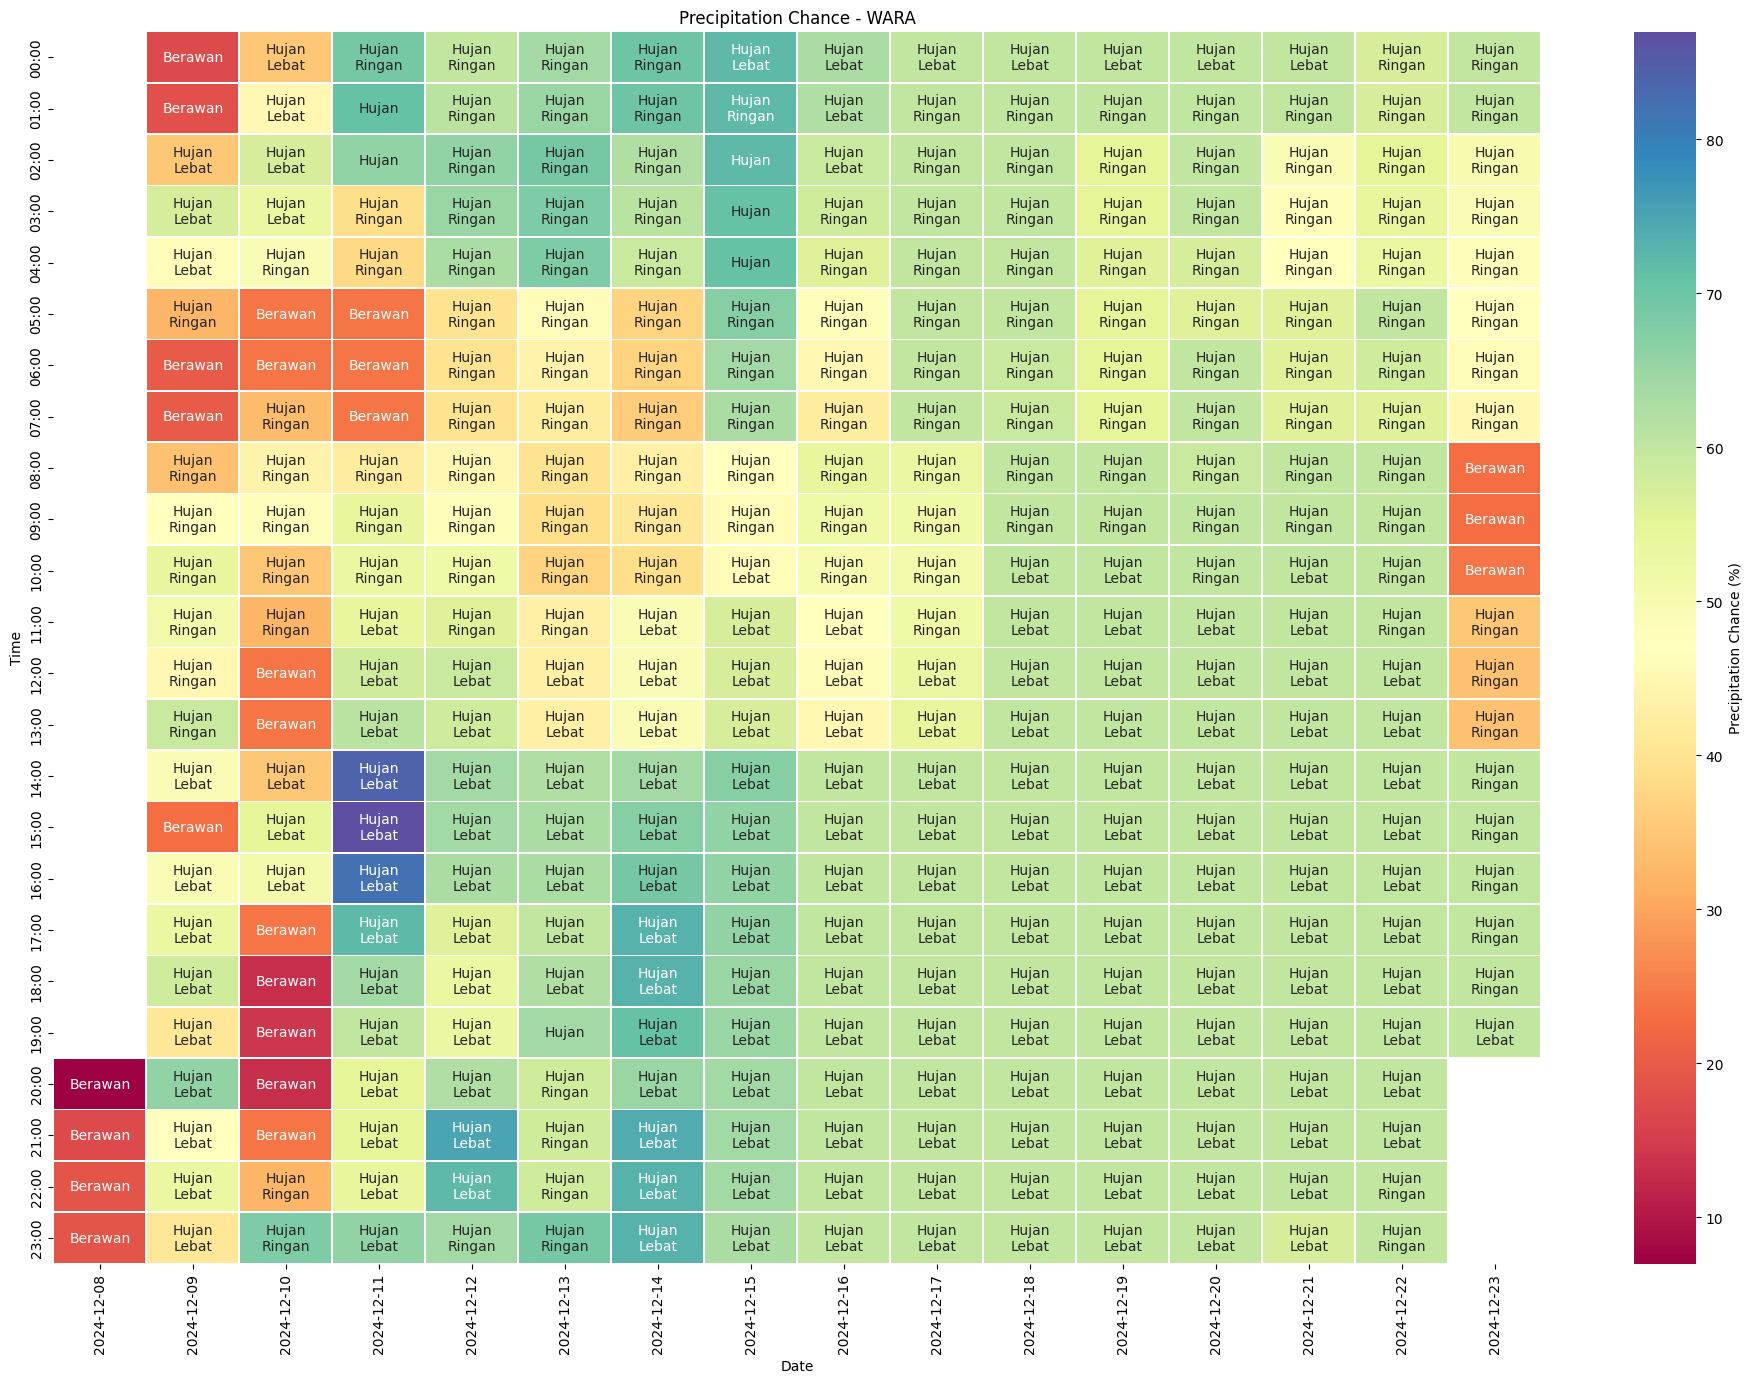 Precipitation Chance - WARA
00:00 Berawan Hujan Lebat Hujan Ringan Hujan Ringan Hujan Ringan Hujan Ringan Hujan Lebat Hujan Lebat Hujan Lebat Hujan Lebat Hujan Lebat Hujan Lebat Hujan Lebat Hujan Ringan Hujan Ringan
01:00 Berawan Hujan Lebat Hujan Hujan Ringan Hujan Ringan Hujan Ringan Hujan Ringan Hujan Lebat Hujan Ringan Hujan Ringan Hujan Ringan Hujan Ringan Hujan Ringan Hujan Ringan Hujan Ringan
02:00 Hujan Lebat Hujan Lebat Hujan Hujan Ringan Hujan Ringan Hujan Ringan Hujan Hujan Lebat Hujan Ringan Hujan Ringan Hujan Ringan Hujan Ringan Hujan Ringan Hujan Ringan Hujan Ringan
03:00 Hujan Lebat Hujan Lebat Hujan Ringan Hujan Ringan Hujan Ringan Hujan Ringan Hujan Hujan Ringan Hujan Ringan Hujan Ringan Hujan Ringan Hujan Ringan Hujan Ringan Hujan Ringan Hujan Ringan
04:00 Hujan Lebat Hujan Ringan Hujan Ringan Hujan Ringan Hujan Ringan Hujan Ringan Hujan Hujan Ringan Hujan Ringan Hujan Ringan Hujan Ringan Hujan Ringan Hujan Ringan Hujan Ringan Hujan Ringan
05:00 Hujan Ringan Berawan Berawan Hujan Ringan Hujan Ringan Hujan Ringan Hujan Ringan Hujan Ringan Hujan Ringan Hujan Ringan Hujan Ringan Hujan Ringan Hujan Ringan Hujan Ringan Hujan Ringan
06:00 Berawan Berawan Berawan Hujan Ringan Hujan Ringan Hujan Ringan Hujan Ringan Hujan Ringan Hujan Ringan Hujan Ringan Hujan Ringan Hujan Ringan Hujan Ringan Hujan Ringan Hujan Ringan
07:00 Berawan Hujan Ringan Berawan Hujan Ringan Hujan Ringan Hujan Ringan Hujan Ringan Hujan Ringan Hujan Ringan Hujan Ringan Hujan Ringan Hujan Ringan Hujan Ringan Hujan Ringan Hujan Ringan
08:00 Hujan Ringan Hujan Ringan Hujan Ringan Hujan Ringan Hujan Ringan Hujan Ringan Hujan Ringan Hujan Ringan Hujan Ringan Hujan Ringan Hujan Ringan Hujan Ringan Hujan Ringan Hujan Ringan Berawan
09:00 Hujan Ringan Hujan Ringan Hujan Ringan Hujan Ringan Hujan Ringan Hujan Ringan Hujan Ringan Hujan Ringan Hujan Ringan Hujan Ringan Hujan Ringan Hujan Ringan Hujan Ringan Hujan Ringan Berawan
10:00 Hujan Ringan Hujan Ringan Hujan Ringan Hujan Ringan Hujan Ringan Hujan Ringan Hujan Lebat Hujan Ringan Hujan Ringan Hujan Lebat Hujan Lebat Hujan Ringan Hujan Lebat Hujan Ringan Berawan
11:00 Hujan Ringan Hujan Ringan Hujan Lebat Hujan Ringan Hujan Ringan Hujan Lebat Hujan Lebat Hujan Lebat Hujan Ringan Hujan Lebat Hujan Lebat Hujan Lebat Hujan Lebat Hujan Ringan Hujan Ringan
12:00 Hujan Ringan Berawan Hujan Lebat Hujan Lebat Hujan Lebat Hujan Lebat Hujan Lebat Hujan Lebat Hujan Lebat Hujan Lebat Hujan Lebat Hujan Lebat Hujan Lebat Hujan Lebat Hujan Ringan
13:00 Hujan Ringan Berawan Hujan Lebat Hujan Lebat Hujan Lebat Hujan Lebat Hujan Lebat Hujan Lebat Hujan Lebat Hujan Lebat Hujan Lebat Hujan Lebat Hujan Lebat Hujan Lebat Hujan Ringan
14:00 Hujan Lebat Hujan Lebat Hujan Lebat Hujan Lebat Hujan Lebat Hujan Lebat Hujan Lebat Hujan Lebat Hujan Lebat Hujan Lebat Hujan Lebat Hujan Lebat Hujan Lebat Hujan Lebat Hujan Ringan
15:00 Berawan Hujan Lebat Hujan Lebat Hujan Lebat Hujan Lebat Hujan Lebat Hujan Lebat Hujan Lebat Hujan Lebat Hujan Lebat Hujan Lebat Hujan Lebat Hujan Lebat Hujan Lebat Hujan Ringan
16:00 Hujan Lebat Hujan Lebat Hujan Lebat Hujan Lebat Hujan Lebat Hujan Lebat Hujan Lebat Hujan Lebat Hujan Lebat Hujan Lebat Hujan Lebat Hujan Lebat Hujan Lebat Hujan Lebat Hujan Ringan
17:00 Hujan Lebat Berawan Hujan Lebat Hujan Lebat Hujan Lebat Hujan Lebat Hujan Lebat Hujan Lebat Hujan Lebat Hujan Lebat Hujan Lebat Hujan Lebat Hujan Lebat Hujan Lebat Hujan Ringan
18:00 Hujan Lebat Berawan Hujan Lebat Hujan Lebat Hujan Lebat Hujan Lebat Hujan Lebat Hujan Lebat Hujan Lebat Hujan Lebat Hujan Lebat Hujan Lebat Hujan Lebat Hujan Lebat Hujan Ringan
19:00 Hujan Lebat Berawan Hujan Lebat Hujan Lebat Hujan Hujan Lebat Hujan Lebat Hujan Lebat Hujan Lebat Hujan Lebat Hujan Lebat Hujan Lebat Hujan Lebat Hujan Lebat Hujan Lebat
20:00 Berawan Hujan Lebat Berawan Hujan Lebat Hujan Lebat Hujan Ringan Hujan Lebat Hujan Lebat Hujan Lebat Hujan Lebat Hujan Lebat Hujan Lebat Hujan Lebat Hujan Lebat Hujan Lebat
21:00 Berawan Hujan Lebat Berawan Hujan Lebat Hujan Lebat Hujan Ringan Hujan Lebat Hujan Lebat Hujan Lebat Hujan Lebat Hujan Lebat Hujan Lebat Hujan Lebat Hujan Lebat Hujan Lebat
22:00 Berawan Hujan Lebat Hujan Ringan Hujan Lebat Hujan Lebat Hujan Ringan Hujan Lebat Hujan Lebat Hujan Lebat Hujan Lebat Hujan Lebat Hujan Lebat Hujan Lebat Hujan Lebat Hujan Ringan
23:00 Berawan Hujan Lebat Hujan Ringan Hujan Lebat Hujan Ringan Hujan Ringan Hujan Lebat Hujan Lebat Hujan Lebat Hujan Lebat Hujan Lebat Hujan Lebat Hujan Lebat Hujan Lebat Hujan Ringan
Time
2024-12-08 2024-12-09 2024-12-10 2024-12-11 2024-12-12 2024-12-13 2024-12-14 2024-12-15 2024-12-16 2024-12-17 2024-12-18 2024-12-19 2024-12-20 2024-12-21 2024-12-22 2024-12-23
Date
80
70
60
50
40
30
20
10
Precipitation Chance (%)